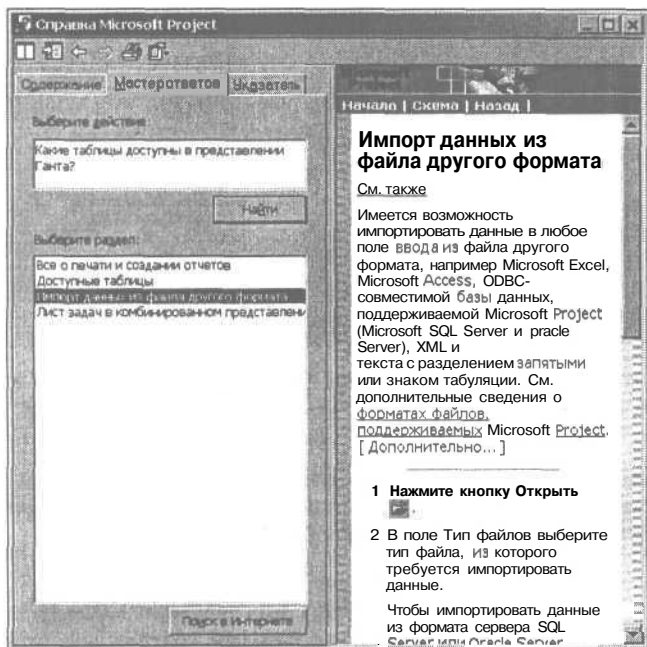 Справка Microsoft Project
Содержание Мастерответов Указатель
Выберите действие
Какие таблицы доступны в представлении
Ганта?
Найти
Выберите раздел:
Все о печати и создании отчетов
Доступные таблицы
Импорт данных из файла другого формата
Лист задач в комбинированном представлени
Поиск в Интернете
Начало | Схема | Назад |
Импорт данных из
файла другого формата
См. также
Имеется возможность
импортировать данные в любое
поле ввода из файла другого
формата, например Microsoft Excel,
Microsoft Access, ODBC-
совместимой базы данных,
поддерживаемой Microsoft Project
(Microsoft SQL Server и pracle
Server), XML и
текста с разделением запятыми
или знаком табуляции. См.
дополнительные сведения о
форматах файлов,
поддерживаемых Microsoft Project.
[ Дополнительно... ]
1 Нажмите кнопку Открыть
.
2 В поле Тип файлов выберите
тип файла, из которого
требуется импортировать
данные.
Чтобы импортировать данные
из формата сервера SQL
Server или Oracle Server